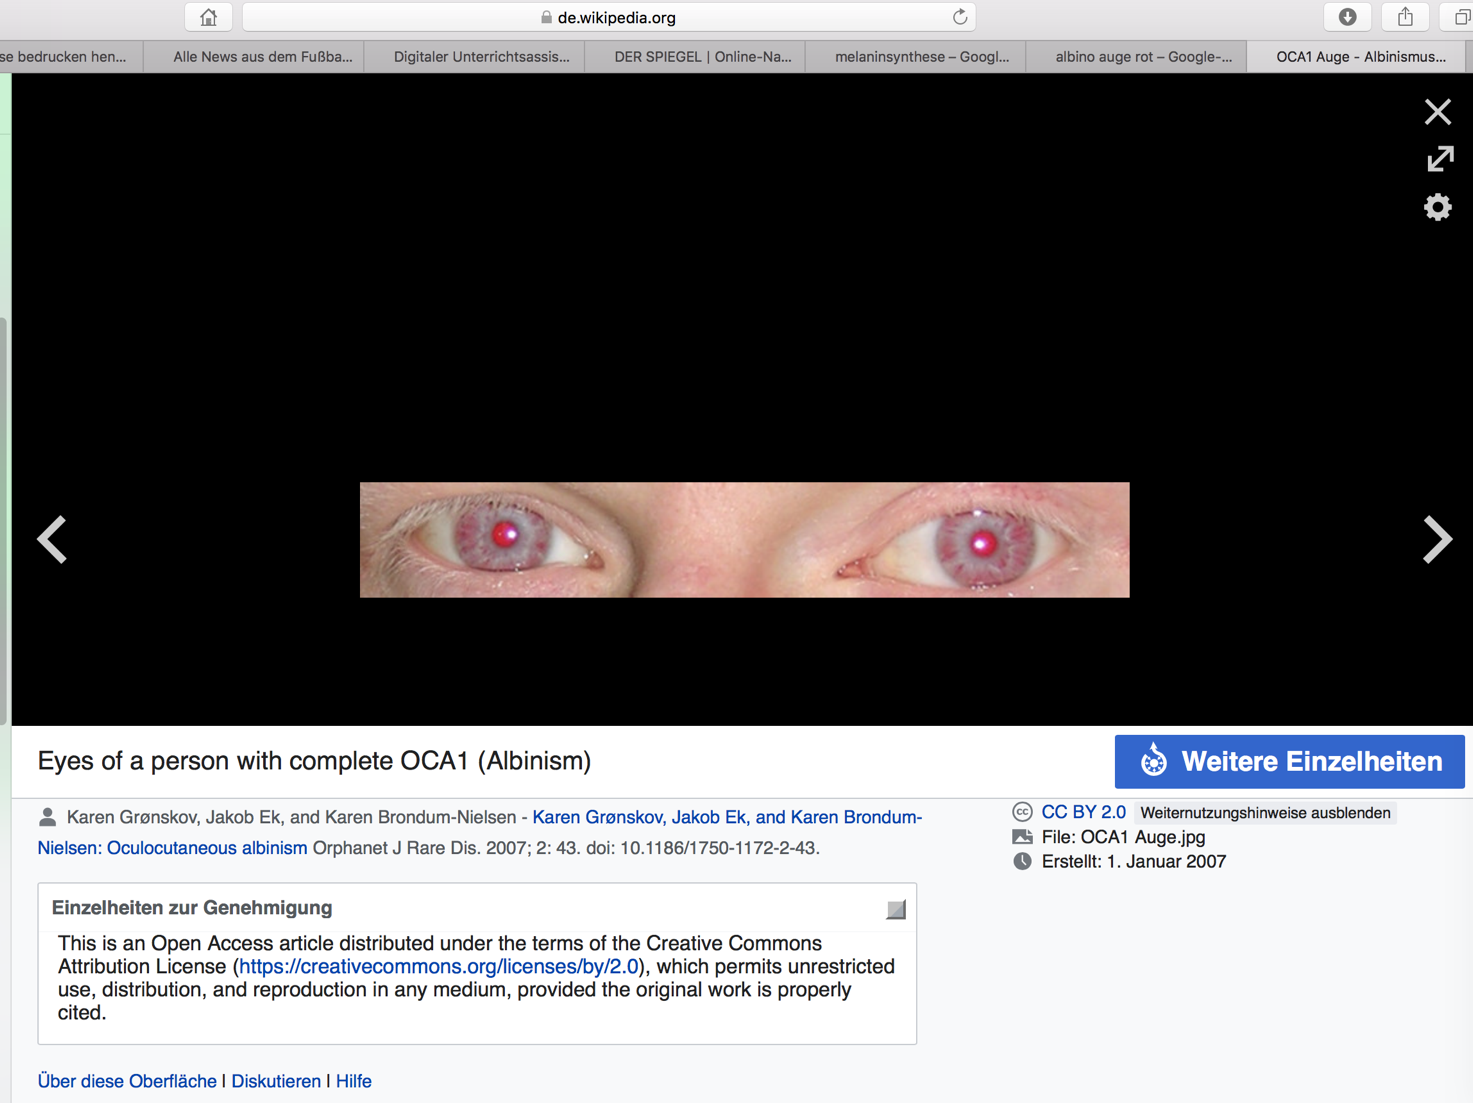 de.wikipedia.org
se bedrucken hen...
Alle News aus dem Fußba...
Digitaler Unterrichtsassis...
DER SPIEGEL | Online-Na...
melaninsynthese – Googl...
albino auge rot – Google-...
OCA1 Auge - Albinismus...
Eyes of a person with complete OCA1 (Albinism)
Weitere Einzelheiten
Karen Grønskov, Jakob Ek, and Karen Brondum-Nielsen - Karen Grønskov, Jakob Ek, and Karen Brondum-
Nielsen: Oculocutaneous albinism Orphanet J Rare Dis. 2007; 2: 43. doi: 10.1186/1750-1172-2-43.
cc CC BY 2.0 Weiternutzungshinweise ausblenden
File: OCA1 Auge.jpg
Erstellt: 1. Januar 2007
Einzelheiten zur Genehmigung
This is an Open Access article distributed under the terms of the Creative Commons
Attribution License (https://creativecommons.org/licenses/by/2.0), which permits unrestricted
use, distribution, and reproduction in any medium, provided the original work is properly
cited.
Über diese Oberfläche | Diskutieren | Hilfe